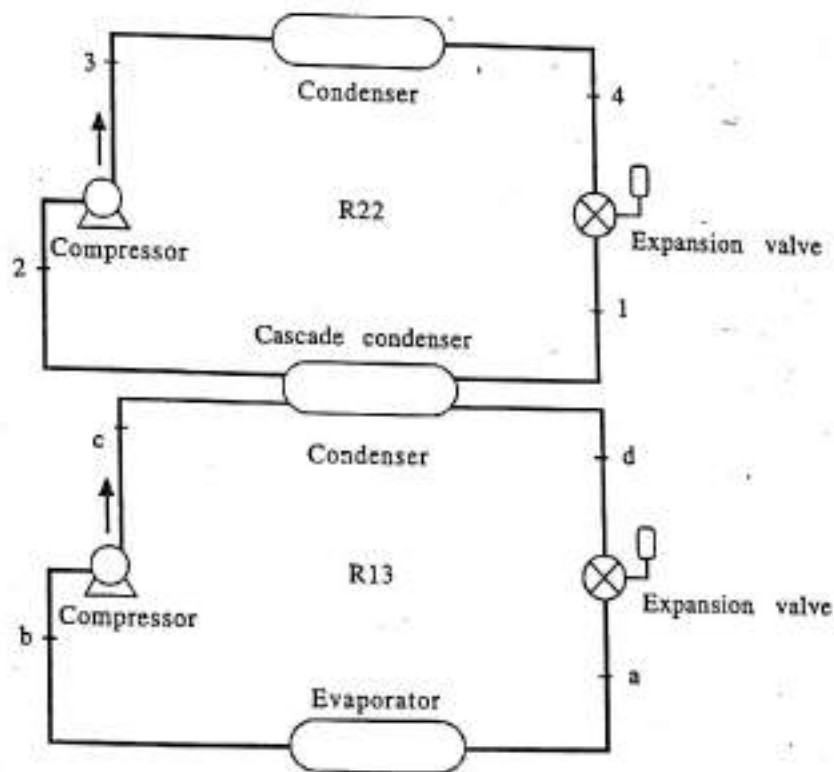 3
Condenser
4
R22
Compressor
Expansion valve
2
1
Cascade condenser
c
Condenser
d
R13
Compressor
Expansion valve
b
a
Evaporator